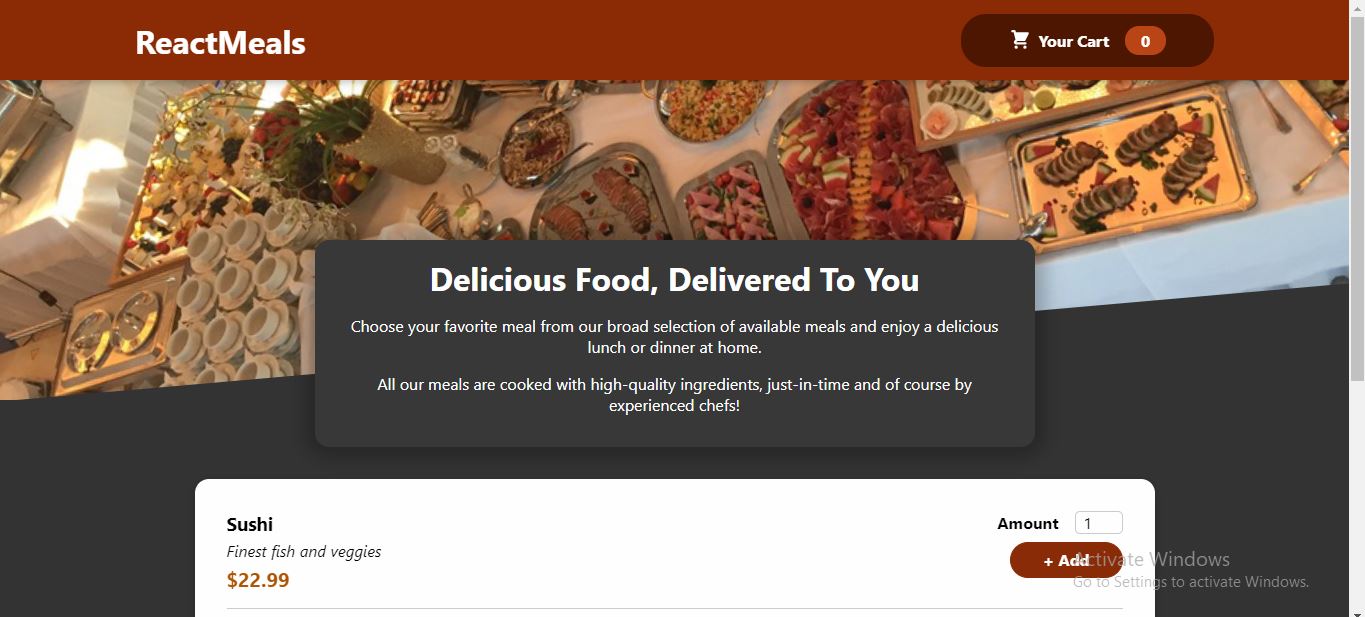 ReactMeals
Your Cart 0
Delicious Food, Delivered To You
Choose your favorite meal from our broad selection of available meals and enjoy a delicious
lunch or dinner at home.
All our meals are cooked with high-quality ingredients, just-in-time and of course by
experienced chefs!
Sushi
Finest fish and veggies
$22.99
Amount 1
+ Add
Activate Windows
Go to Settings to activate Windows.